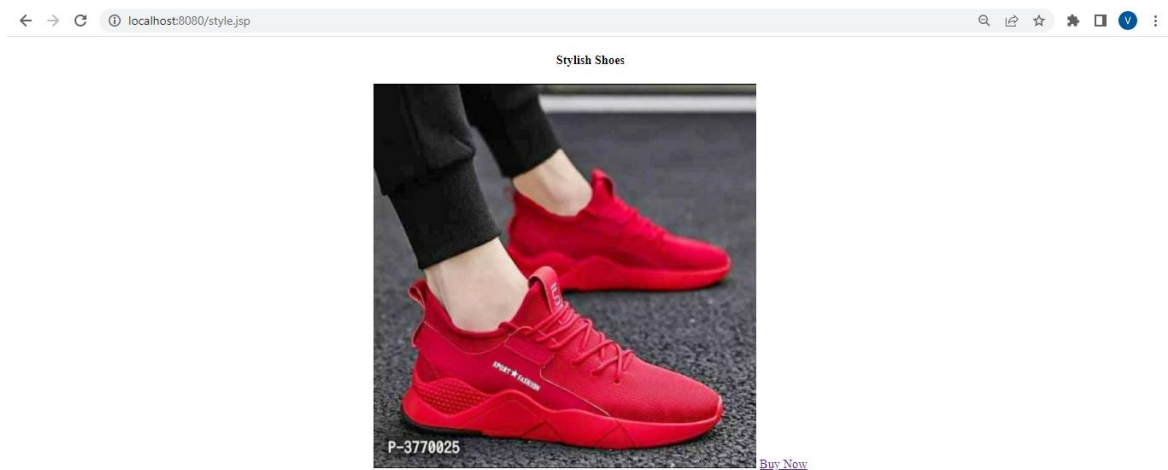 localhost:8080/style.jsp
V
Stylish Shoes
SPORT ★ FASHION
P-3770025
Buy Now